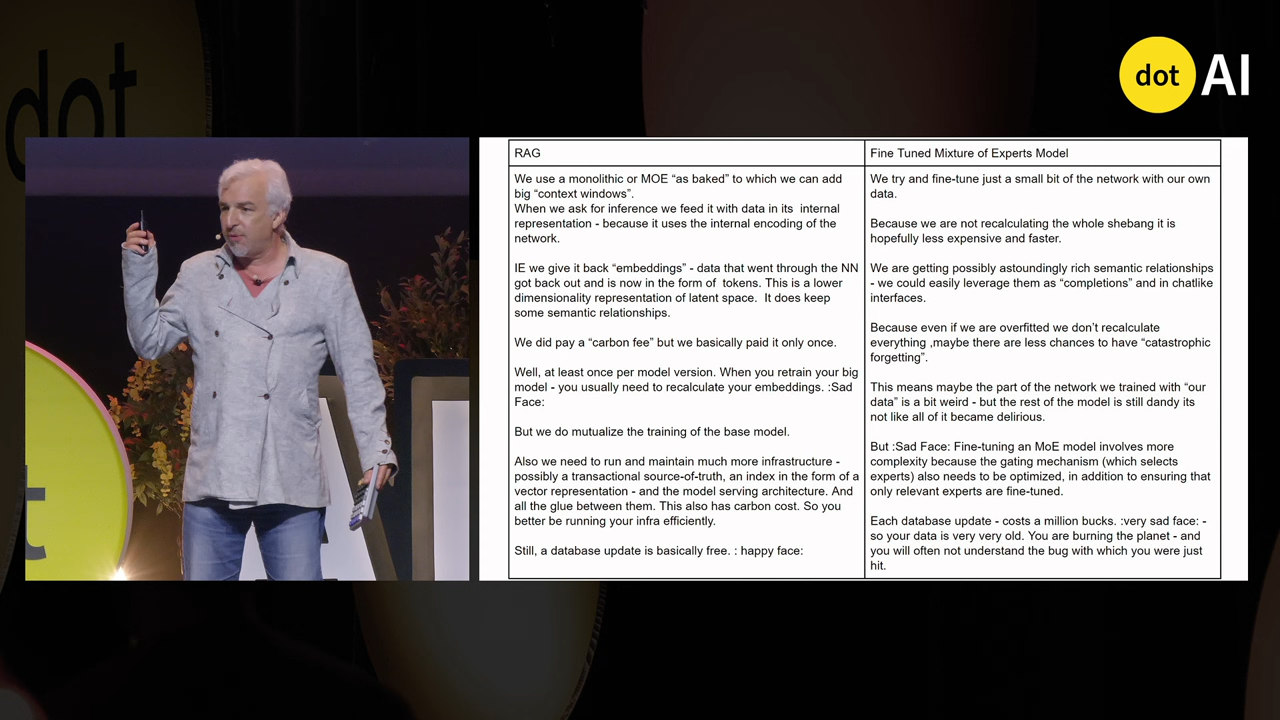 dot
dot AI
t
RAG
We use a monolithic or MOE “as baked” to which we can add
big “context windows”.
When we ask for inference we feed it with data in its  internal
representation - because it uses the internal encoding of the
network.
IE we give it back “embeddings” - data that went through the NN
got back out and is now in the form of  tokens. This is a lower
dimensionality representation of latent space.  It does keep
some semantic relationships.
We did pay a “carbon fee” but we basically paid it only once.
Well, at least once per model version. When you retrain your big
model - you usually need to recalculate your embeddings. :Sad
Face:
But we do mutualize the training of the base model.
Also we need to run and maintain much more infrastructure -
possibly a transactional source-of-truth, an index in the form of a
vector representation - and the model serving architecture. And
all the glue between them. This also has carbon cost. So you
better be running your infra efficiently.
Still, a database update is basically free. : happy face:
Fine Tuned Mixture of Experts Model
We try and fine-tune just a small bit of the network with our own
data.
Because we are not recalculating the whole shebang it is
hopefully less expensive and faster.
We are getting possibly astoundingly rich semantic relationships
- we could easily leverage them as “completions” and in chatlike
interfaces.
Because even if we are overfitted we don’t recalculate
everything ,maybe there are less chances to have “catastrophic
forgetting”.
This means maybe the part of the network we trained with “our
data” is a bit weird - but the rest of the model is still dandy its
not like all of it became delirious.
But :Sad Face: Fine-tuning an MoE model involves more
complexity because the gating mechanism (which selects
experts) also needs to be optimized, in addition to ensuring that
only relevant experts are fine-tuned.
Each database update - costs a million bucks. :very sad face: -
so your data is very very old. You are burning the planet - and
you will often not understand the bug with which you were just
hit.